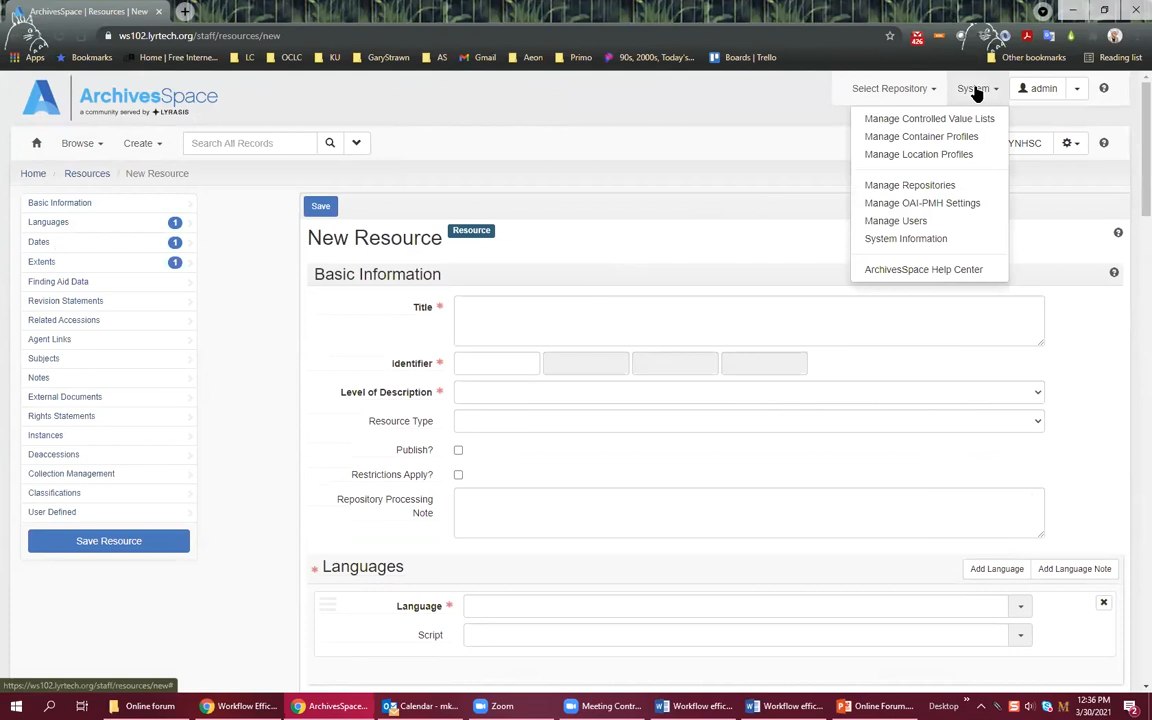 ArchivesSpace | Resources | New
ws102.lyrtech.org/staff/resources/new
426
Apps
Bookmarks
Home | Free Interne...
LC
OCLC
KU
GaryStrawn
AS
Gmail
Aeon
Primo
90s, 2000s, Today's...
Boards | Trello
Other bookmarks
Reading list
ArchivesSpace
a community served by LYRASIS
Select Repository
System
admin
Manage Controlled Value Lists
Manage Container Profiles
Manage Location Profiles
Manage Repositories
Manage OAI-PMH Settings
Manage Users
System Information
ArchivesSpace Help Center
Browse
Create
Search All Records
YNHSC
Home
Resources
New Resource
Basic Information
Languages 1
Dates 1
Extents 1
Finding Aid Data
Revision Statements
Related Accessions
Agent Links
Subjects
Notes
External Documents
Rights Statements
Instances
Deaccessions
Collection Management
Classifications
User Defined
Save Resource
Save
New Resource Resource
Basic Information
Title *
Identifier *
Level of Description *
Resource Type
Publish?
Restrictions Apply?
Repository Processing
Note
* Languages
Add Language
Add Language Note
Language *
Script
https://ws102.lyrtech.org/staff/resources/new#
Online forum
Workflow Effic...
ArchivesSpace...
Calendar - mk...
Zoom
Meeting Contr...
Workflow effic...
Workflow effic...
Online Forum....
Desktop
12:36 PM
3/30/2021
2